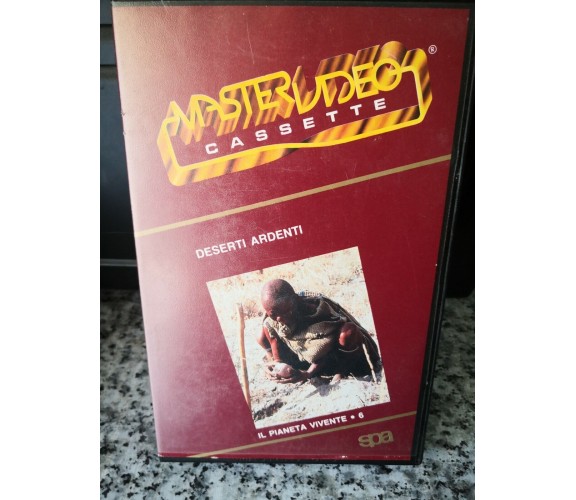 MASTERVIDEO®
CASSETTE
DESERTI ARDENTI
IL PIANETA VIVENTE • 6
spa